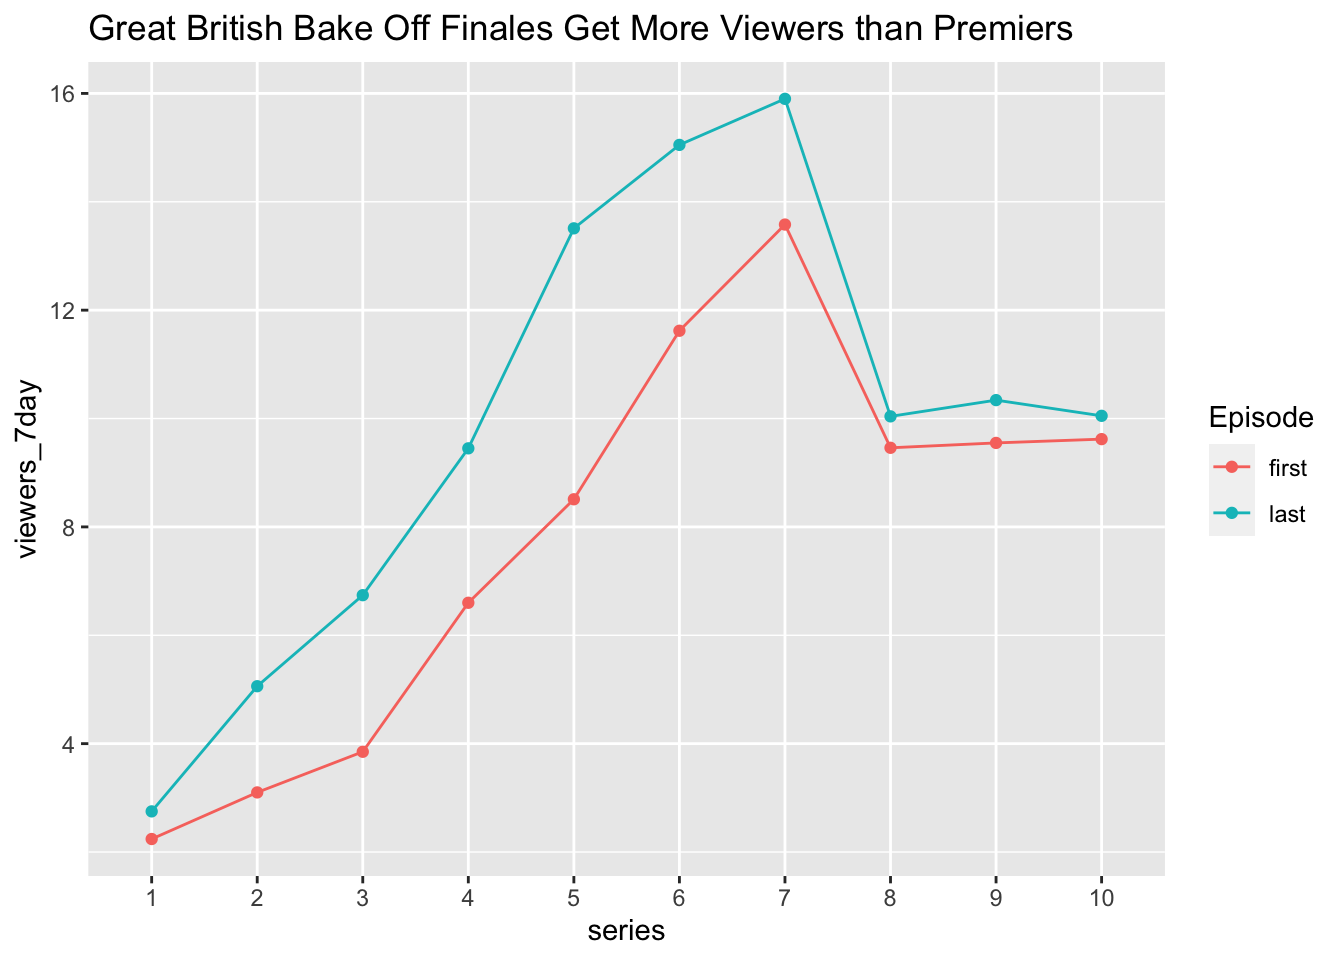 Great British Bake Off Finales Get More Viewers than Premiers
16
12
8
4
viewers_7day
1 2 3 4 5 6 7 8 9 10
series
Episode
first
last